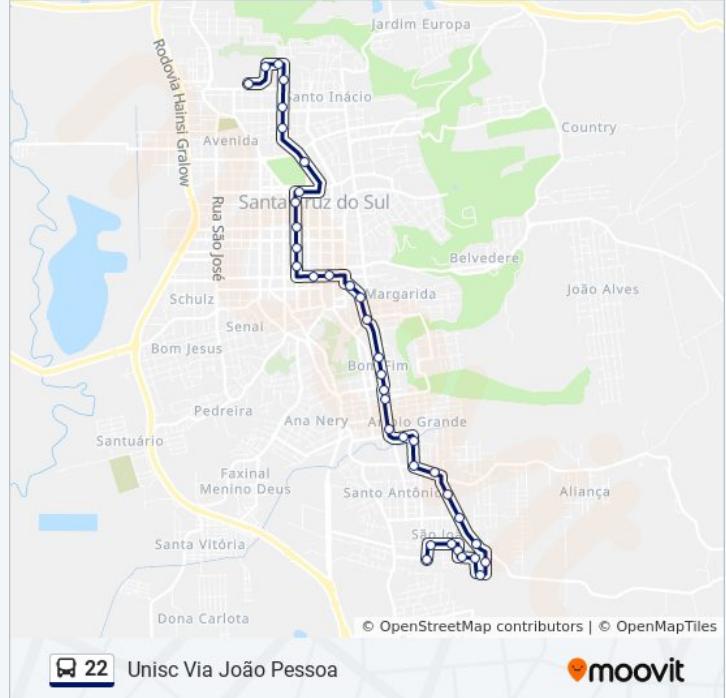 Jardim Europa
Rodovia Hainsi Gralow
Santo Inácio
Avenida
Country
Santa Cruz do Sul
Rua São José
Belvedere
João Alves
Margarida
Schulz
Senai
Bom Jesus
Bom Fim
Pedreira
Ana Nery
Arroio Grande
Santuário
Faxinal
Menino Deus
Santo Antônio
Aliança
São João
Santa Vitória
Dona Carlota
© OpenStreetMap contributors | © OpenMapTiles
22 Unisc Via João Pessoa
moovit